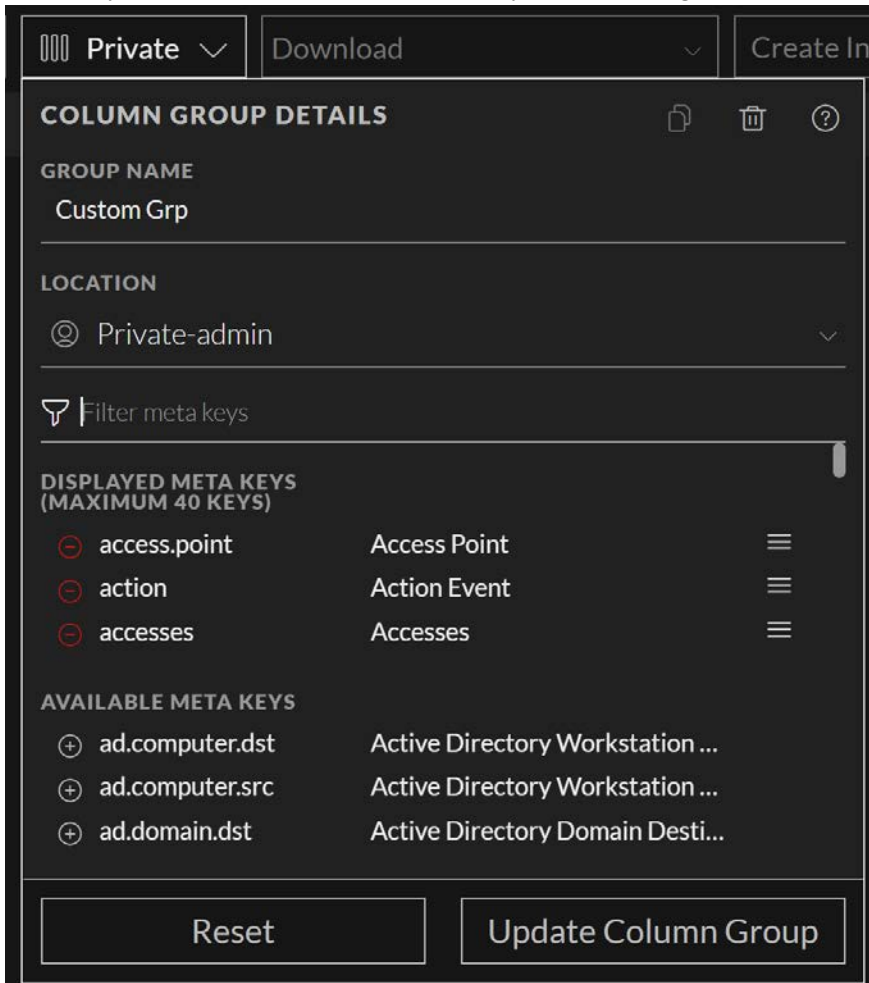 Private
Download
Create In
COLUMN GROUP DETAILS
GROUP NAME
Custom Grp
LOCATION
Private-admin
Filter meta keys
DISPLAYED META KEYS
(MAXIMUM 40 KEYS)
access.point Access Point
action Action Event
accesses Accesses
AVAILABLE META KEYS
ad.computer.dst Active Directory Workstation ...
ad.computer.src Active Directory Workstation ...
ad.domain.dst Active Directory Domain Desti...
Reset Update Column Group